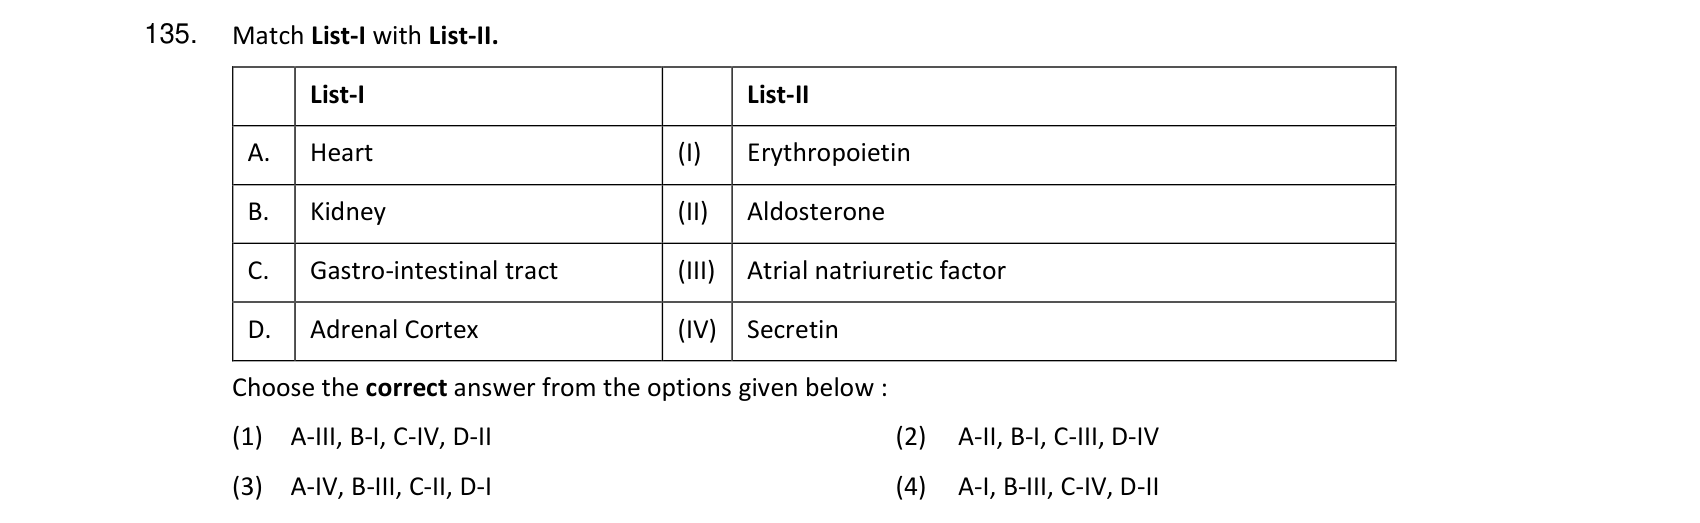 135. Match List-I with List-II.
List-I List-II
A. Heart (I) Erythropoietin
B. Kidney (II) Aldosterone
C. Gastro-intestinal tract (III) Atrial natriuretic factor
D. Adrenal Cortex (IV) Secretin
Choose the correct answer from the options given below :
(1) A-III, B-I, C-IV, D-II (2) A-II, B-I, C-III, D-IV
(3) A-IV, B-III, C-II, D-I (4) A-I, B-III, C-IV, D-II